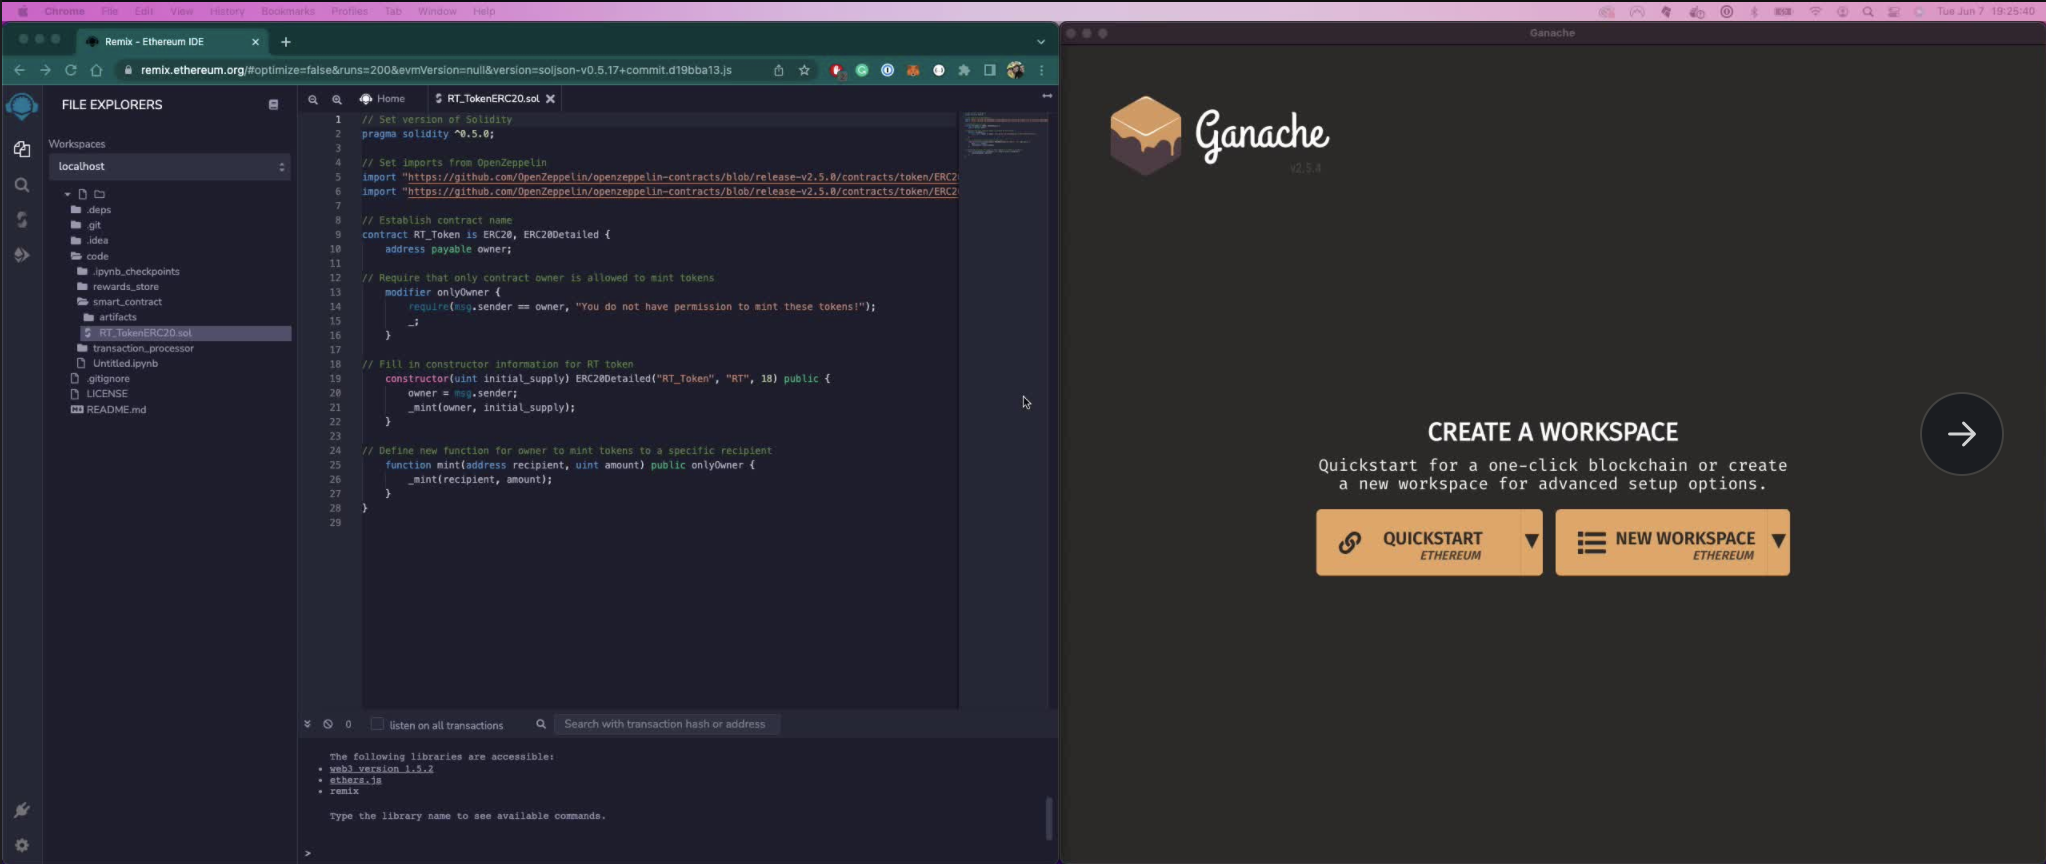 Chrome File Edit View History Bookmarks Profiles Tab Window Help
Tue Jun 7 19:25:40
Remix - Ethereum IDE
remix.ethereum.org/#optimize=false&runs=200&evmVersion=null&version=soljson-v0.5.17+commit.d19bba13.js
FILE EXPLORERS
Workspaces
localhost
.deps
.git
.idea
code
.ipynb_checkpoints
rewards_store
smart_contract
artifacts
RT_TokenERC20.sol
transaction_processor
Untitled.ipynb
.gitignore
LICENSE
README.md
Home
RT_TokenERC20.sol
1 // Set version of Solidity
2 pragma solidity ^0.5.0;
3
4 // Set imports from OpenZeppelin
5 import "https://github.com/OpenZeppelin/openzeppelin-contracts/blob/release-v2.5.0/contracts/token/ERC2
6 import "https://github.com/OpenZeppelin/openzeppelin-contracts/blob/release-v2.5.0/contracts/token/ERC2
7
8 // Establish contract name
9 contract RT_Token is ERC20, ERC20Detailed {
10 address payable owner;
11
12 // Require that only contract owner is allowed to mint tokens
13 modifier onlyOwner {
14 require(msg.sender == owner, "You do not have permission to mint these tokens!");
15 _;
16 }
17
18 // Fill in constructor information for RT token
19 constructor(uint initial_supply) ERC20Detailed("RT_Token", "RT", 18) public {
20 owner = msg.sender;
21 _mint(owner, initial_supply);
22 }
23
24 // Define new function for owner to mint tokens to a specific recipient
25 function mint(address recipient, uint amount) public onlyOwner {
26 _mint(recipient, amount);
27 }
28 }
29
0
listen on all transactions
Search with transaction hash or address
The following libraries are accessible:
• web3 version 1.5.2
• ethers.js
• remix
Type the library name to see available commands.
>
Ganache
Ganache
v2.5.4
CREATE A WORKSPACE
Quickstart for a one-click blockchain or create
a new workspace for advanced setup options.
QUICKSTART
ETHEREUM
NEW WORKSPACE
ETHEREUM